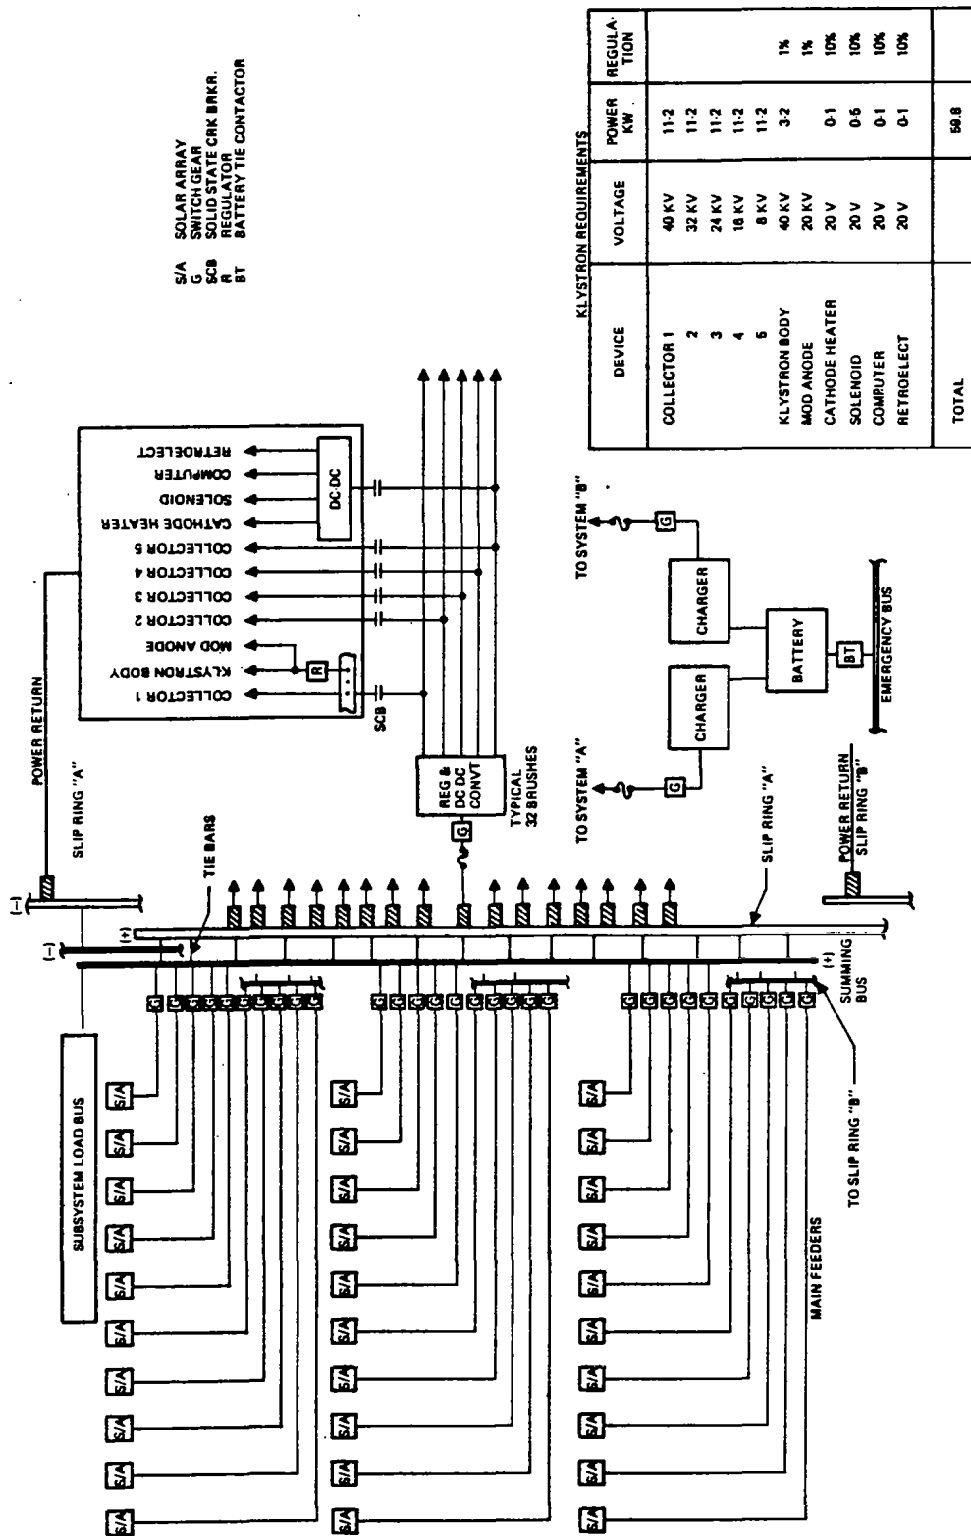 S/A SOLAR ARRAY
G SWITCH GEAR
SCB SOLID STATE CRK BRKR.
R REGULATOR
BT BATTERY TIE CONTACTOR
KLYSTRON REQUIREMENTS
DEVICE VOLTAGE POWER KW REGULA-TION
COLLECTOR 1 40 KV 11·2
2 32 KV 11·2
3 24 KV 11·2
4 16 KV 11·2
5 8 KV 11·2
KLYSTRON BODY 40 KV 3·2 1%
MOD ANODE 20 KV 1%
CATHODE HEATER 20 V 0·1 10%
SOLENOID 20 V 0·5 10%
COMPUTER 20 V 0·1 10%
RETROELECT 20 V 0·1 10%
TOTAL 59.8
POWER RETURN
SLIP RING "A"
(−)
(−)
(+)
TIE BARS
SUBSYSTEM LOAD BUS
COLLECTOR 1
KLYSTRON BODY
MOD ANODE
COLLECTOR 2
COLLECTOR 3
COLLECTOR 4
COLLECTOR 5
CATHODE HEATER
SOLENOID
COMPUTER
RETROELECT
DC-DC
R
SCB
REG &
DC DC
CONVT
G
TYPICAL
32 BRUSHES
S/A S/A S/A S/A S/A S/A S/A S/A S/A S/A
G G G G G G G G G G
S/A S/A S/A S/A S/A S/A S/A S/A S/A S/A
G G G G G G G G G G
S/A S/A S/A S/A S/A S/A S/A S/A S/A S/A
G G G G G G G G G G
MAIN FEEDERS
TO SLIP RING "B"
(+)
SUMMING
BUS
SLIP RING "A"
POWER RETURN
SLIP RING "B"
(−)
TO SYSTEM "A"
G
CHARGER
TO SYSTEM "B"
G
CHARGER
BATTERY
BT
EMERGENCY BUS